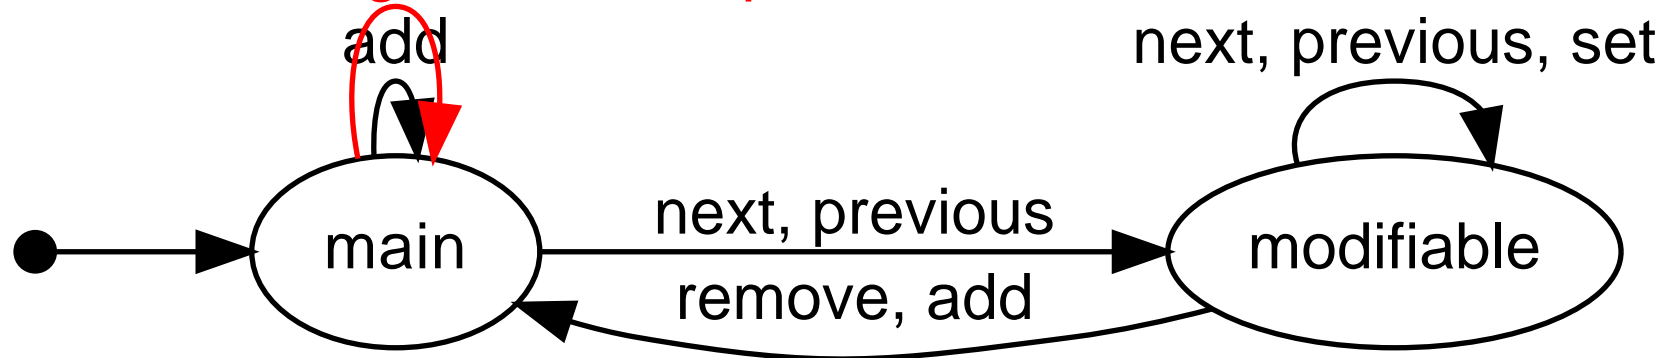 add
next, previous, set
next, previous
main
modifiable
remove, add